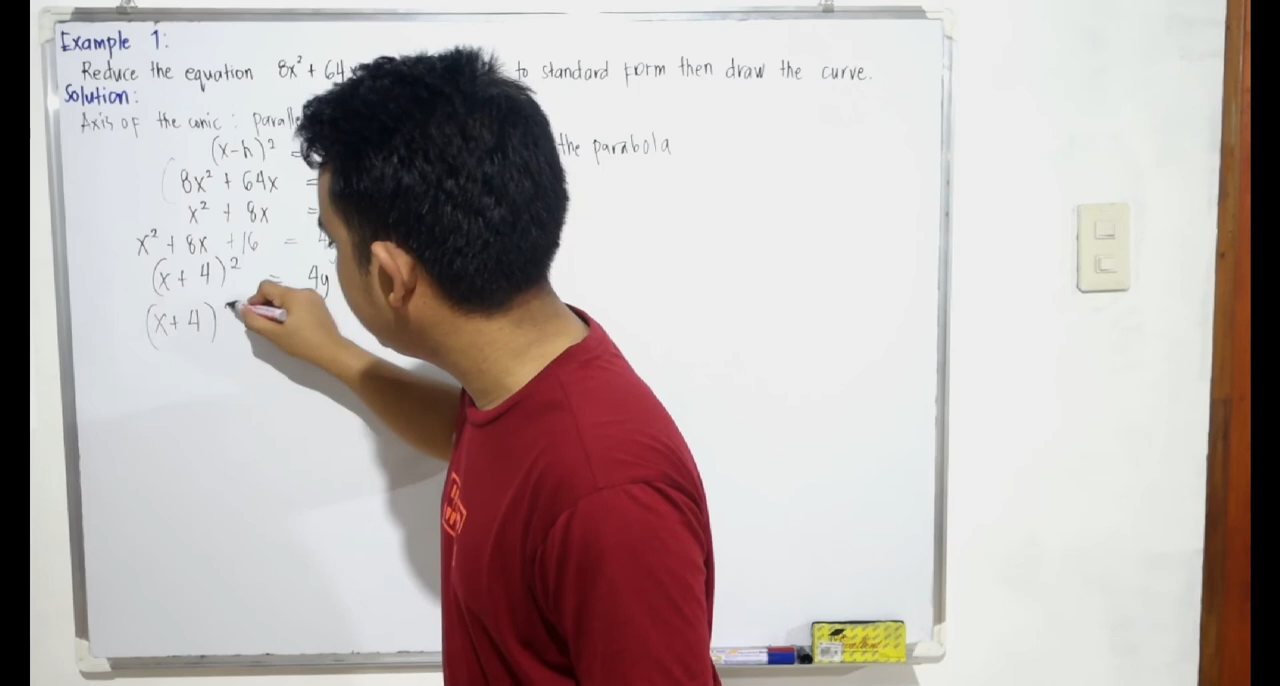 Example 1:
Reduce the equation 8x² + 64x to standard form then draw the curve.
Solution:
Axis of the conic : paralle
(x-h)² = the parabola
8x² + 64x =
x² + 8x =
x² + 8x + 16 = 4y
(x + 4)² = 4y
(x + 4)